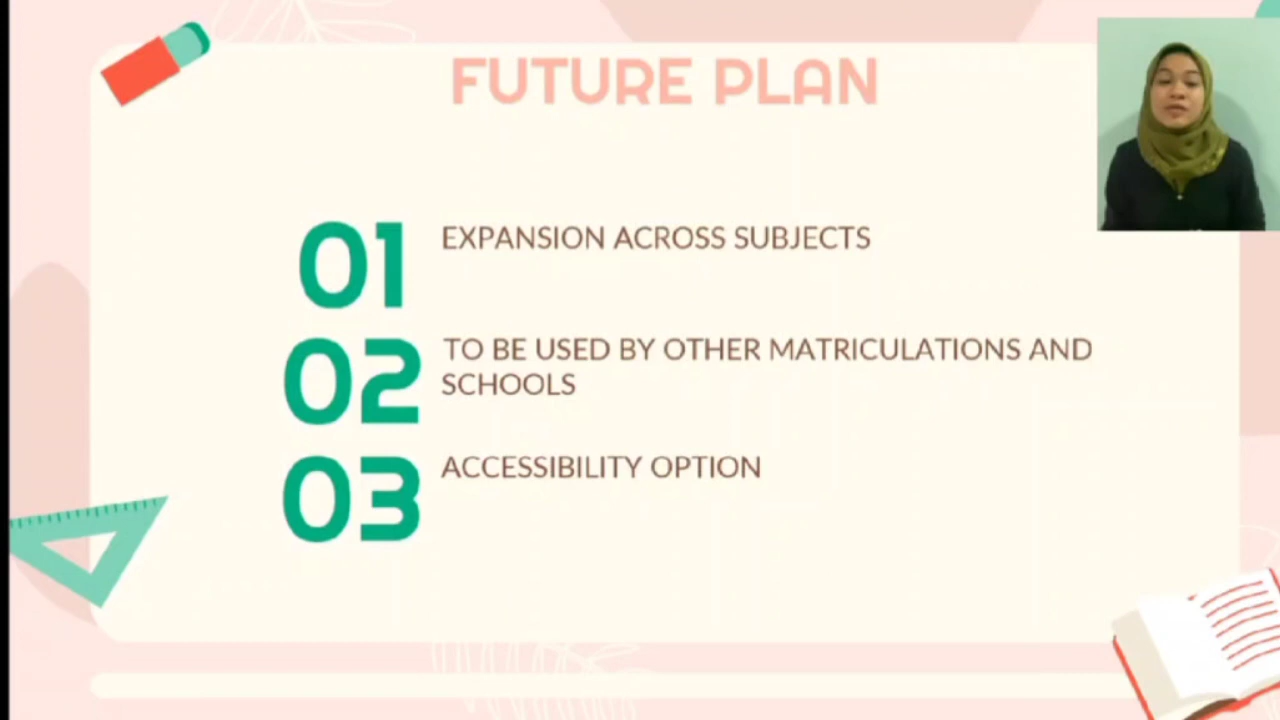 FUTURE PLAN
01 EXPANSION ACROSS SUBJECTS
02 TO BE USED BY OTHER MATRICULATIONS AND
SCHOOLS
03 ACCESSIBILITY OPTION